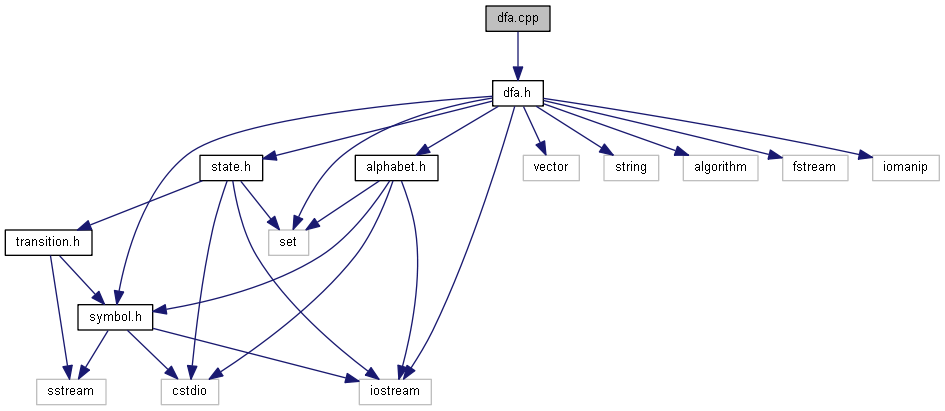 dfa.cpp
dfa.h
state.h
alphabet.h
vector
string
algorithm
fstream
iomanip
transition.h
set
symbol.h
sstream
cstdio
iostream